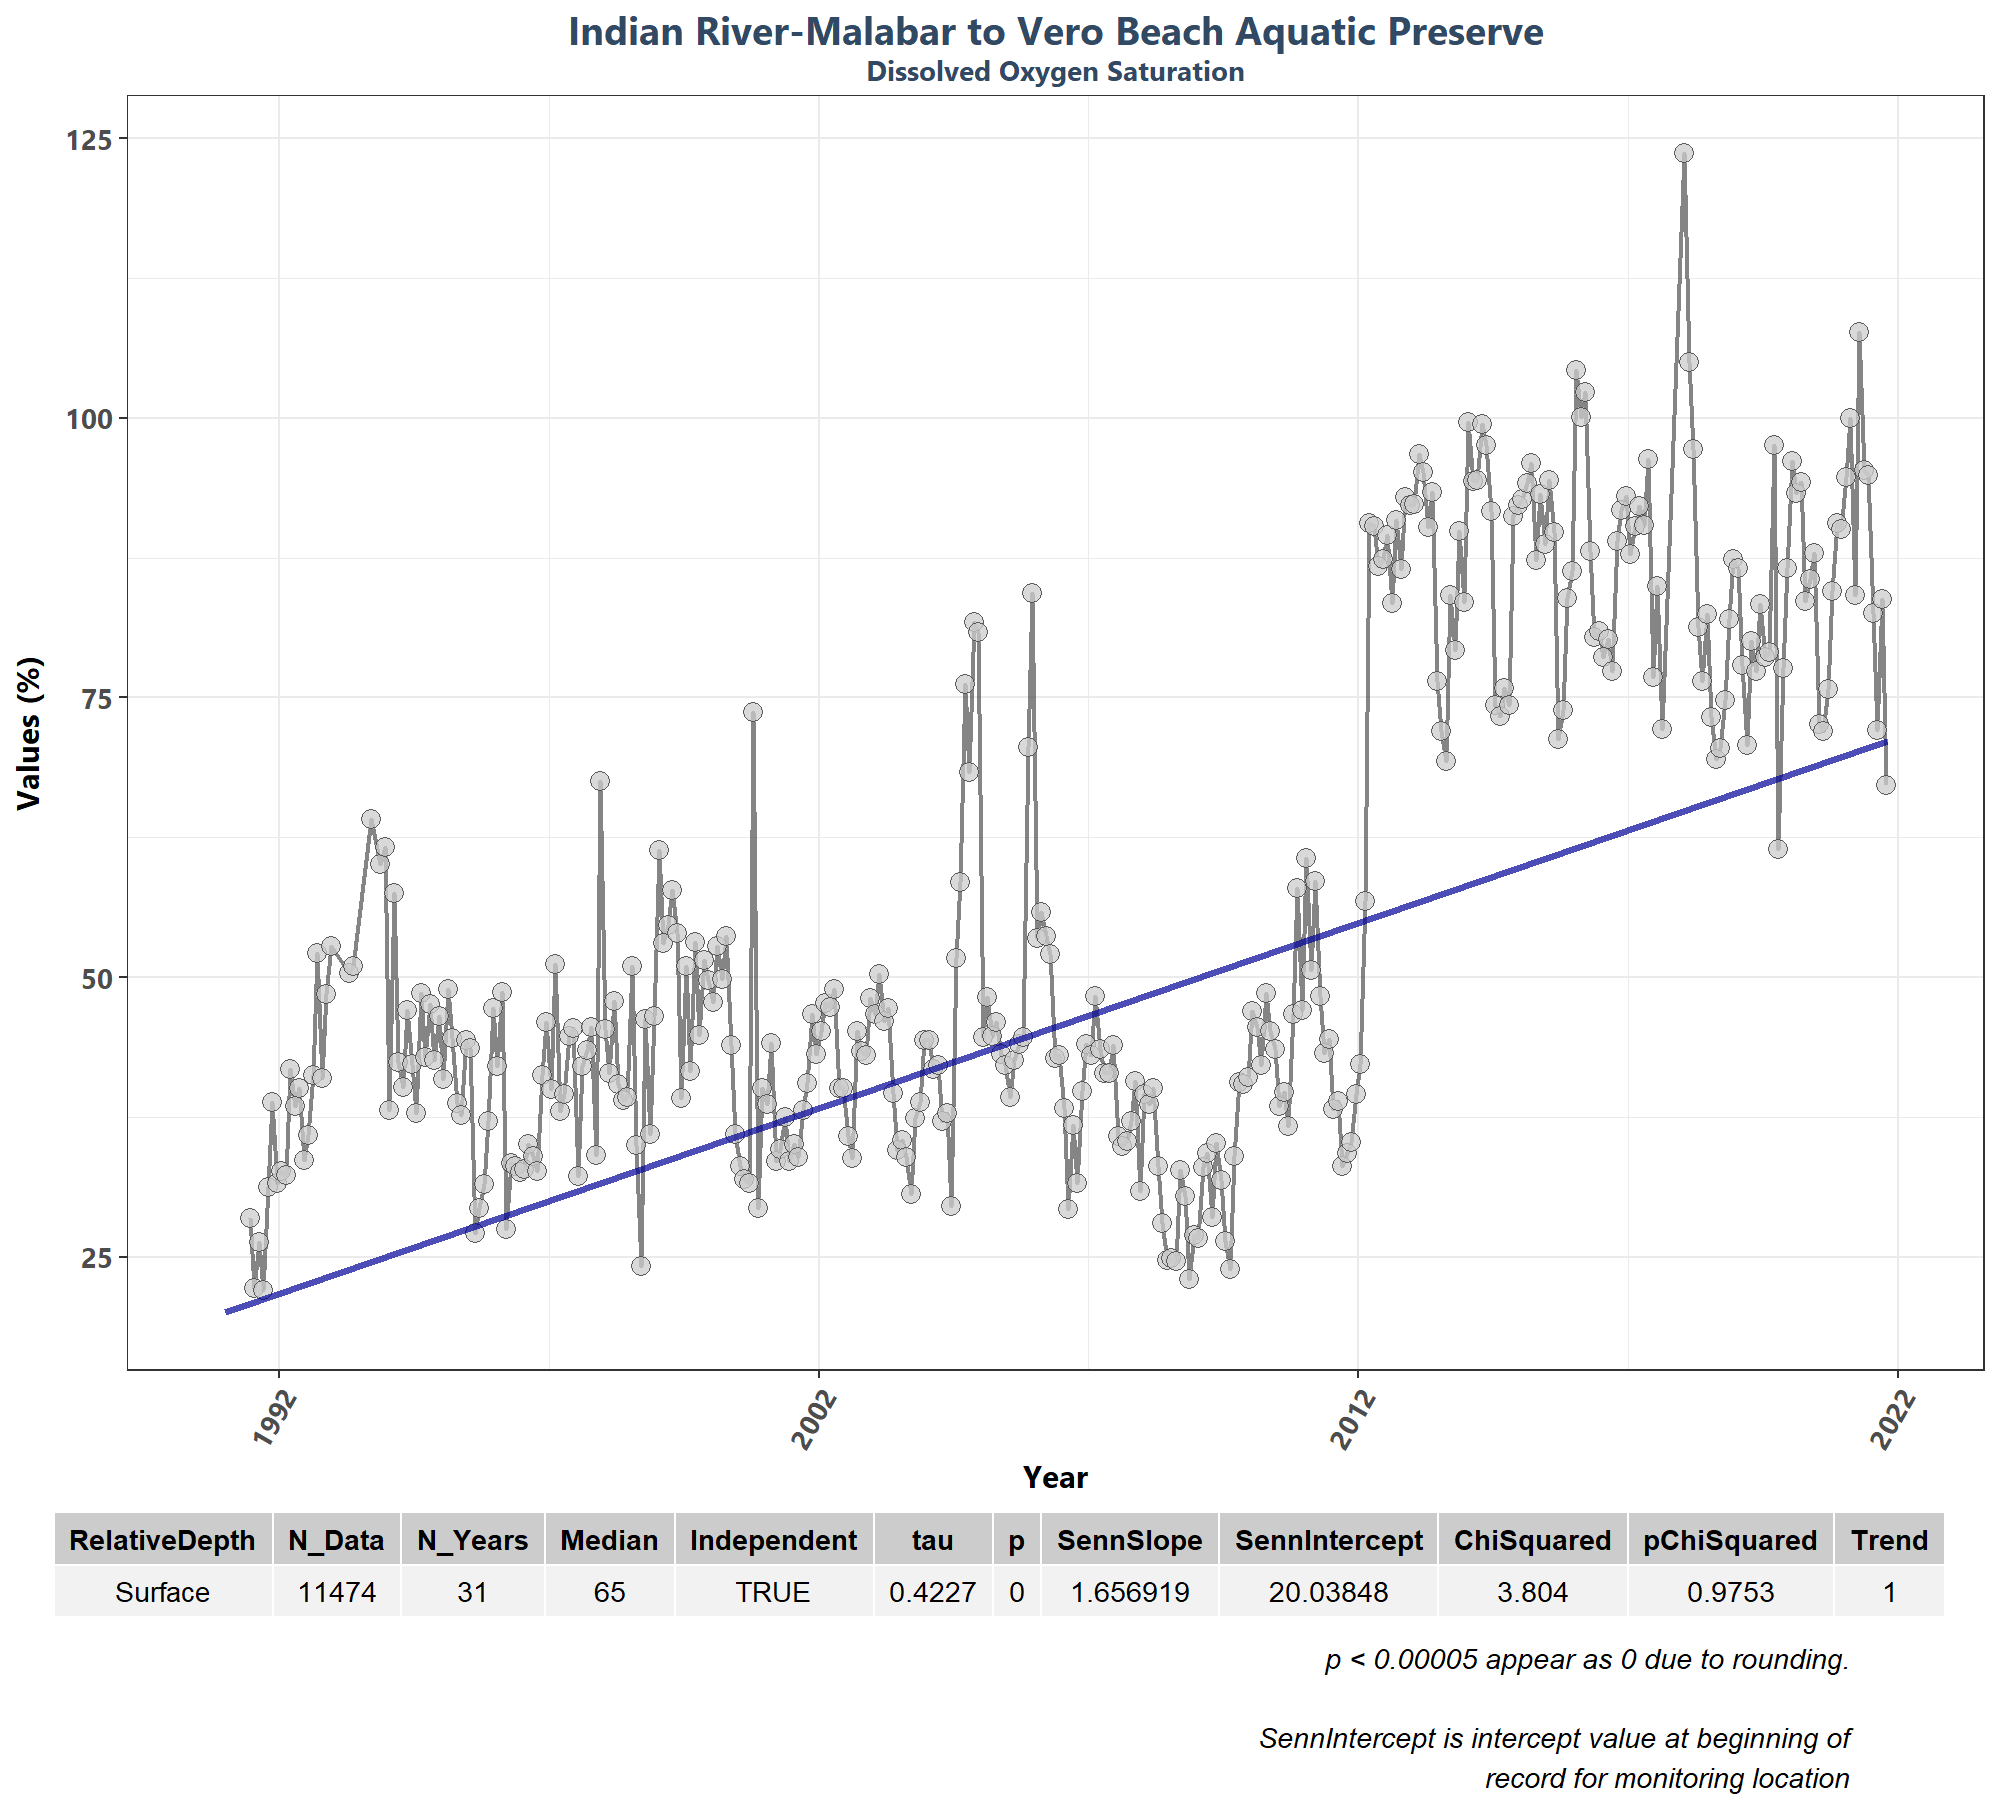 Indian River-Malabar to Vero Beach Aquatic Preserve
Dissolved Oxygen Saturation
125
100
75
50
25
Values (%)
1992
2002
2012
2022
Year
RelativeDepth N_Data N_Years Median Independent tau p SennSlope SennIntercept ChiSquared pChiSquared Trend
Surface 11474 31 65 TRUE 0.4227 0 1.656919 20.03848 3.804 0.9753 1
p < 0.00005 appear as 0 due to rounding.
SennIntercept is intercept value at beginning of
record for monitoring location